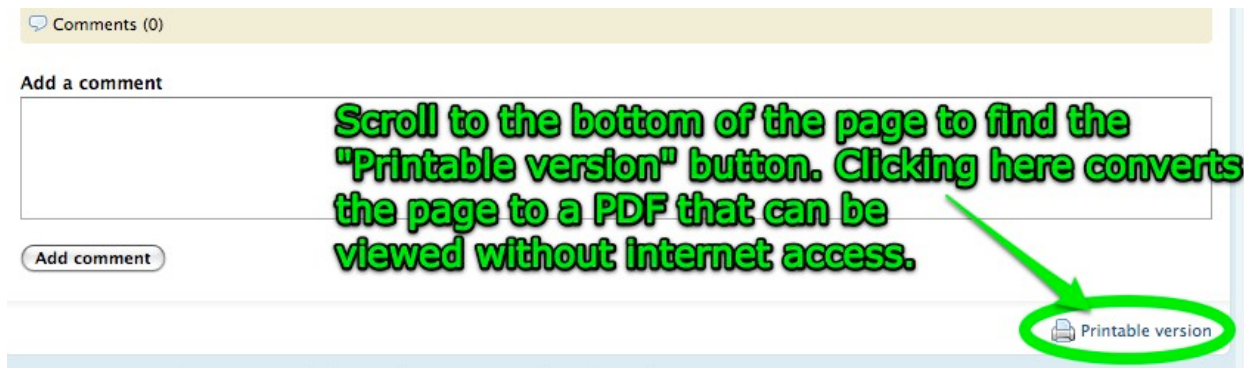 Comments (0)
Add a comment
Scroll to the bottom of the page to find the
"Printable version" button. Clicking here converts
the page to a PDF that can be
viewed without internet access.
Add comment
Printable version